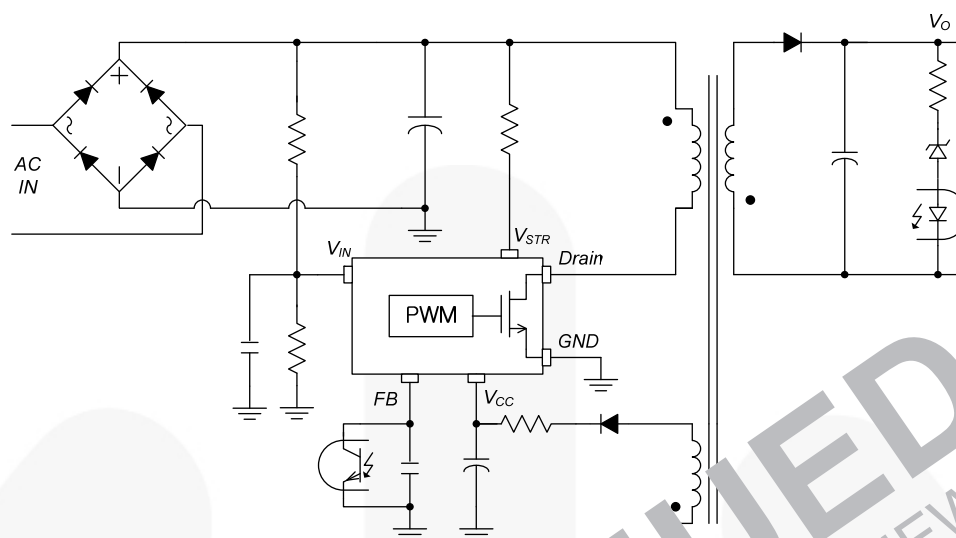 V_O
AC
IN
V_STR
V_IN
Drain
PWM
GND
FB
V_CC